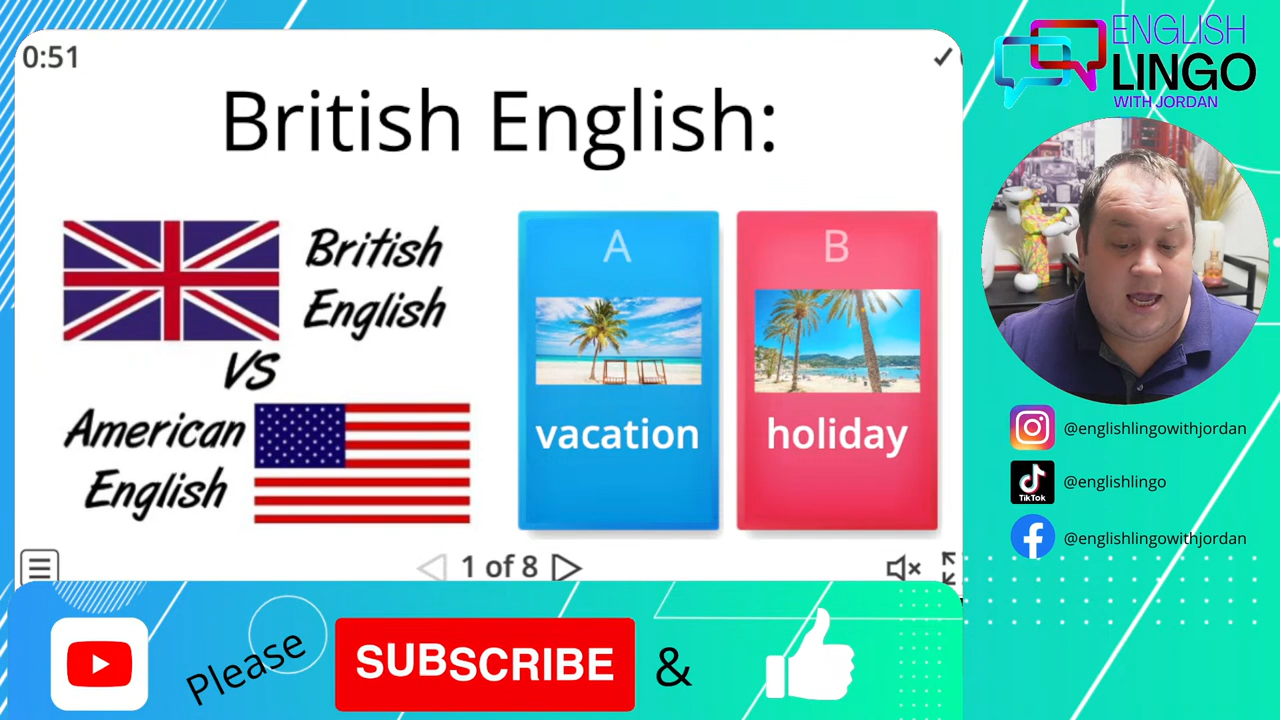 0:51
British English:
British
English
VS
American
English
A
vacation
B
holiday
1 of 8
ENGLISH
LINGO
WITH JORDAN
@englishlingowithjordan
TikTok
@englishlingo
@englishlingowithjordan
Please
SUBSCRIBE
&